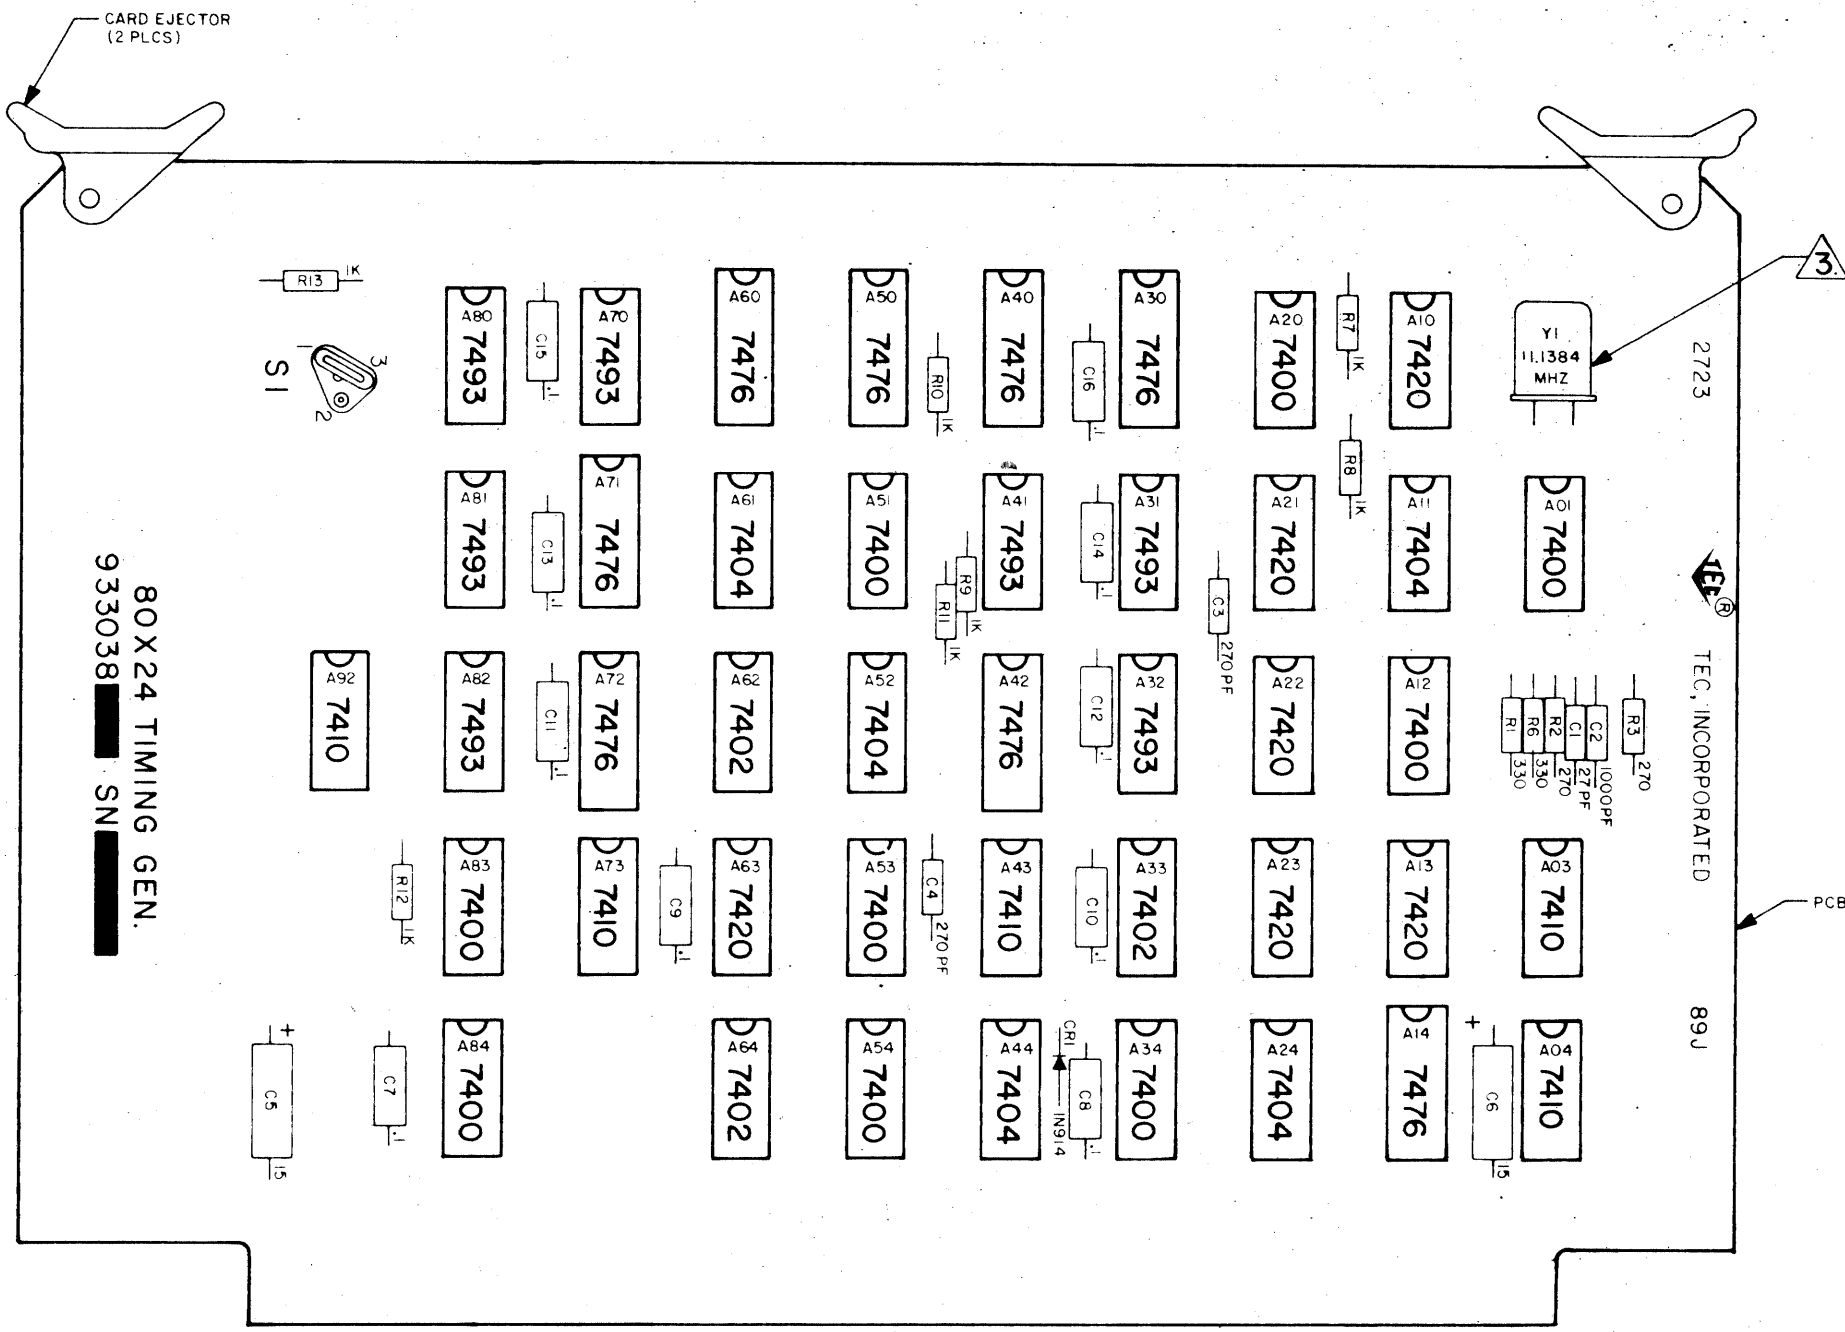 CARD EJECTOR
(2 PLCS)
3.
R13
1K
A80
7493
C15
.1
A70
7493
A60
7476
A50
7476
R10
1K
A40
7476
C16
.1
A30
7476
A20
7400
R7
1K
A10
7420
Y1
11.1384
MHZ
2723
1
3
2
S1
R8
1K
A81
7493
C13
.1
A71
7476
A61
7404
A51
7400
R9
1K
R11
1K
A41
7493
C14
.1
A31
7493
C3
270PF
A21
7420
A11
7404
A01
7400
TEC
®
TEC, INCORPORATED
A92
7410
A82
7493
C11
.1
A72
7476
A62
7402
A52
7404
A42
7476
C12
.1
A32
7493
A22
7420
A12
7400
R1
330
R6
330
R2
270
C1
27PF
C2
1000PF
R3
270
80X24 TIMING GEN.
933038 SN
R12
1K
A83
7400
A73
7410
C9
.1
A63
7420
A53
7400
C4
270PF
A43
7410
C10
.1
A33
7402
A23
7420
A13
7420
A03
7410
PCB
89J
+
C5
15
C7
.1
A84
7400
A64
7402
A54
7400
A44
7404
CR1
IN914
C8
.1
A34
7400
A24
7404
A14
7476
+
C6
15
A04
7410